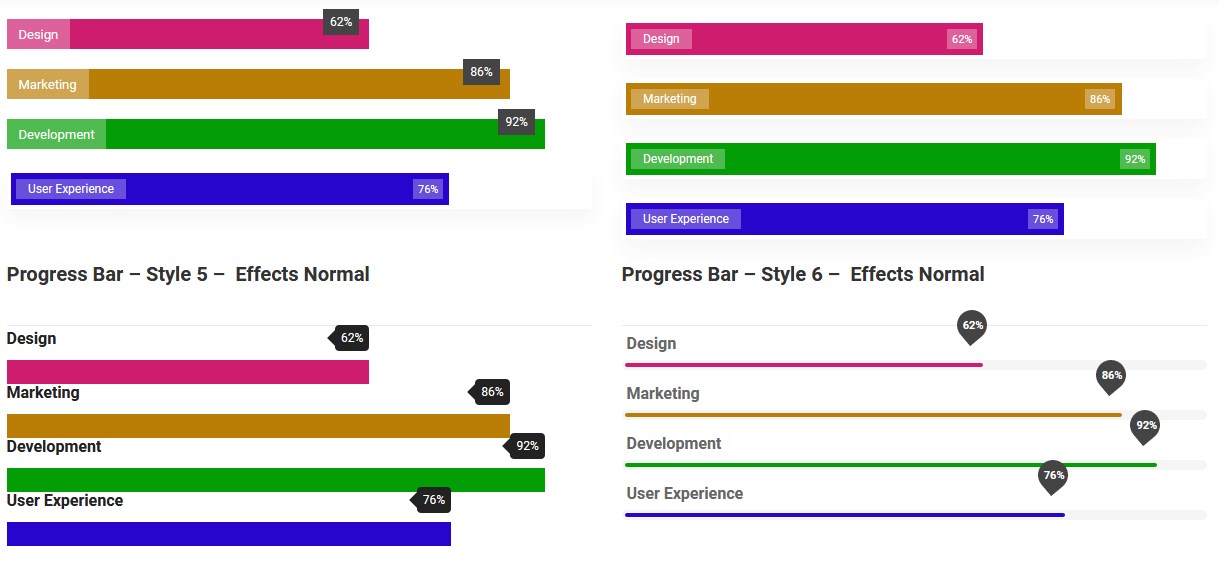 Design 62%
Marketing 86%
Development 92%
User Experience 76%
Design 62%
Marketing 86%
Development 92%
User Experience 76%
Progress Bar – Style 5 – Effects Normal
Design 62%
Marketing 86%
Development 92%
User Experience 76%
Progress Bar – Style 6 – Effects Normal
Design 62%
Marketing 86%
Development 92%
User Experience 76%